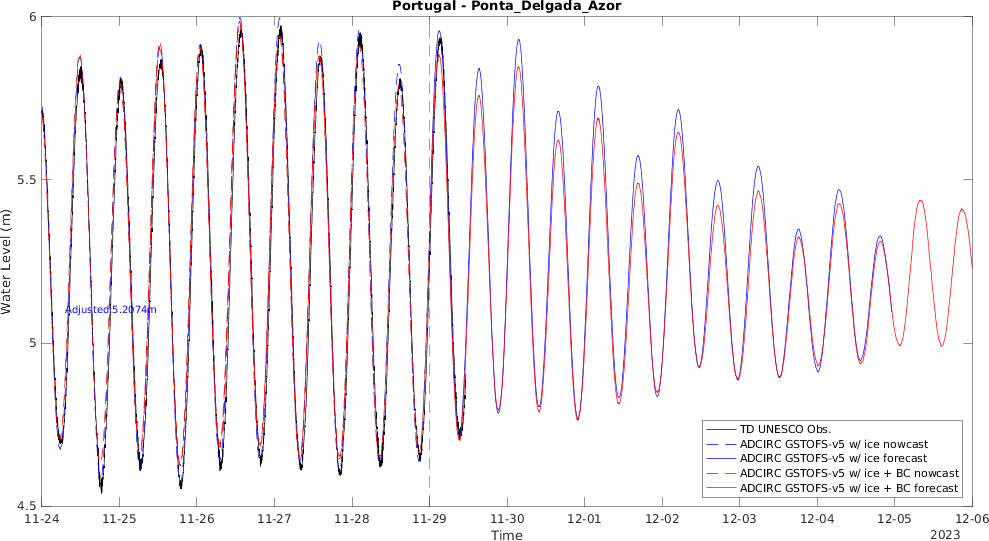 Portugal - Ponta_Delgada_Azor
6
5.5
5
4.5
Water Level (m)
Adjusted:5.2074m
TD UNESCO Obs.
ADCIRC GSTOFS-v5 w/ ice nowcast
ADCIRC GSTOFS-v5 w/ ice forecast
ADCIRC GSTOFS-v5 w/ ice + BC nowcast
ADCIRC GSTOFS-v5 w/ ice + BC forecast
11-24 11-25 11-26 11-27 11-28 11-29 11-30 12-01 12-02 12-03 12-04 12-05 12-06
Time
2023